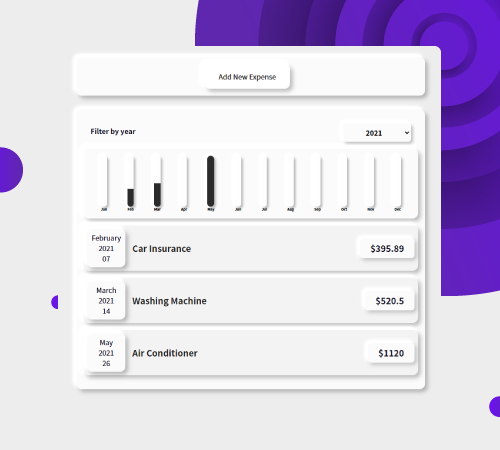 Add New Expense
Filter by year
2021
Jan Feb Mar Apr May Jun Jul Aug Sep Oct Nov Dec
February
2021
07
Car Insurance
$395.89
March
2021
14
Washing Machine
$520.5
May
2021
26
Air Conditioner
$1120